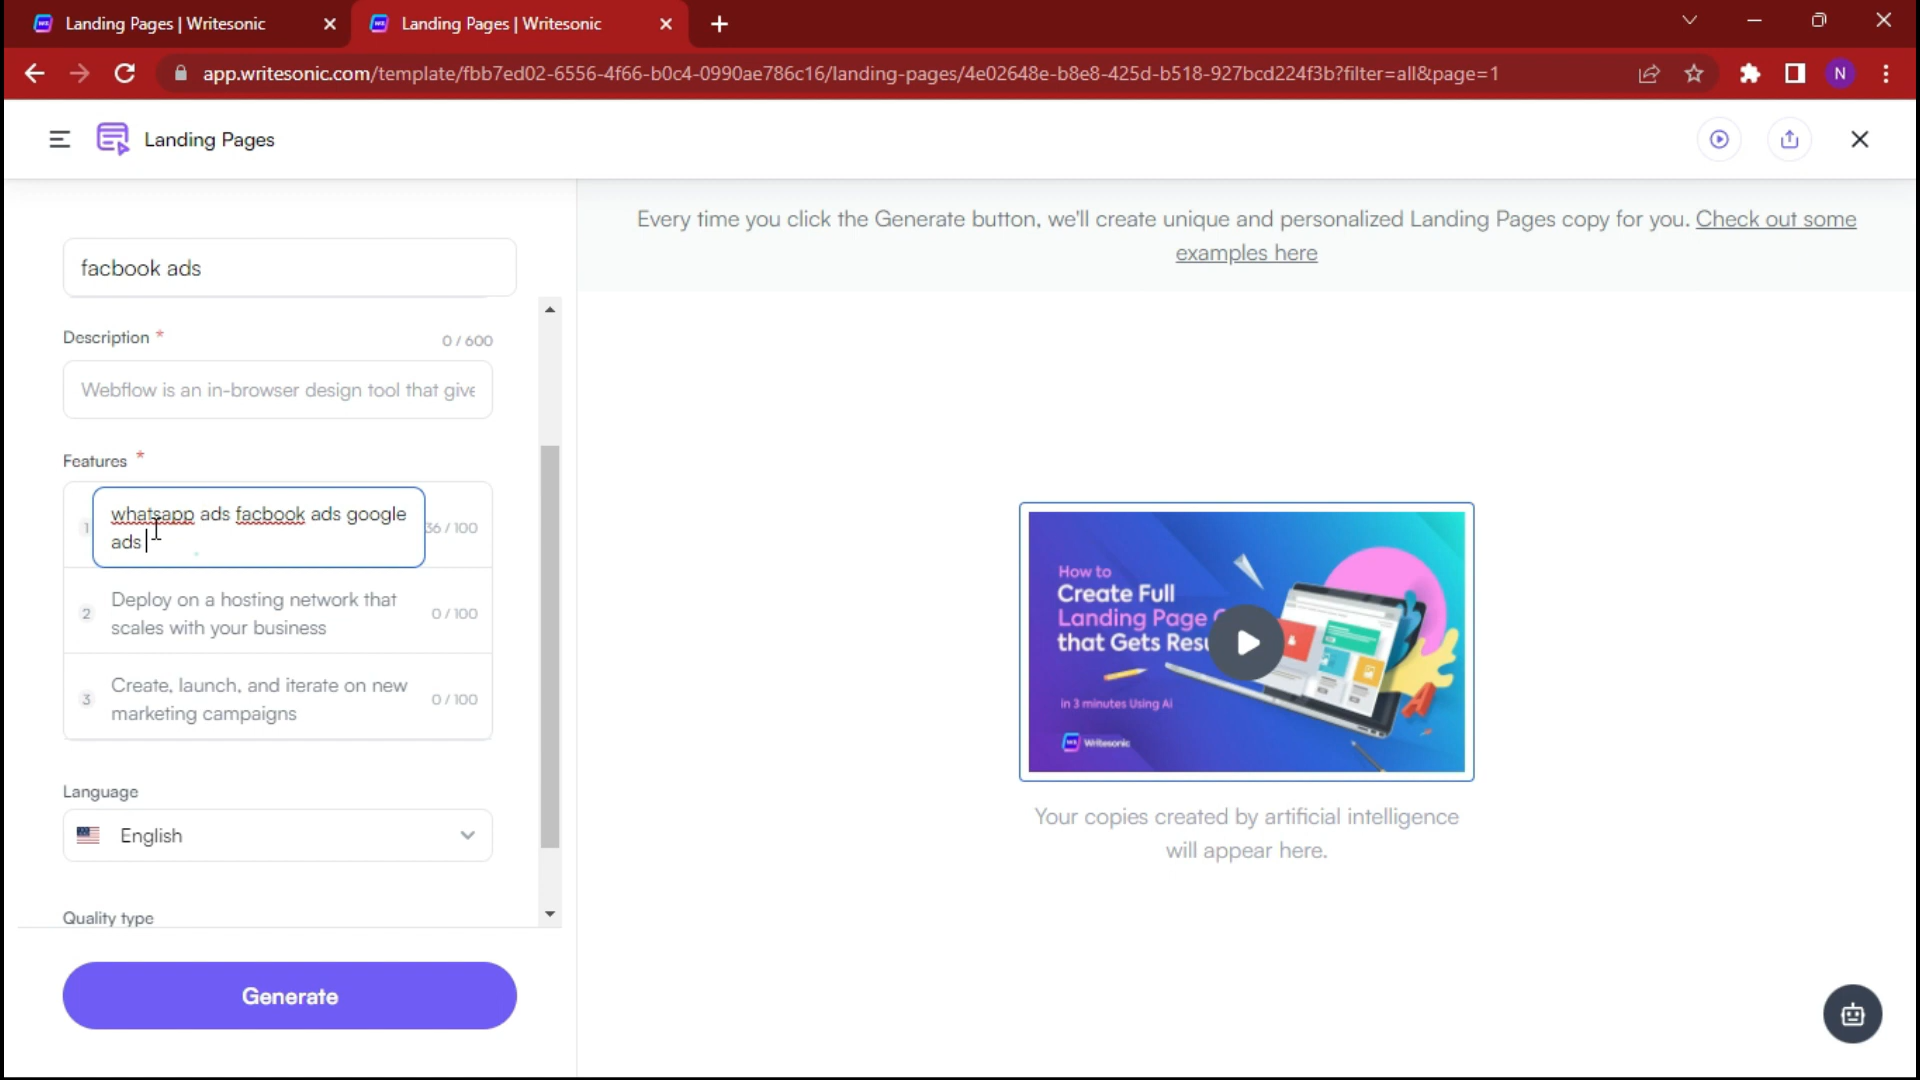 Landing Pages | Writesonic
Landing Pages | Writesonic
app.writesonic.com/template/fbb7ed02-6556-4f66-b0c4-0990ae786c16/landing-pages/4e02648e-b8e8-425d-b518-927bcd224f3b?filter=all&page=1
N
Landing Pages
Every time you click the Generate button, we'll create unique and personalized Landing Pages copy for you. Check out some
examples here
facbook ads
Description *
0 / 600
Webflow is an in-browser design tool that give
Features *
1
whatsapp ads facbook ads google
ads
36 / 100
2
Deploy on a hosting network that
scales with your business
0 / 100
3
Create, launch, and iterate on new
marketing campaigns
0 / 100
Language
English
Quality type
Generate
How to
Create Full
Landing Page C
that Gets Resu
in 3 minutes Using Ai
Writesonic
Your copies created by artificial intelligence
will appear here.